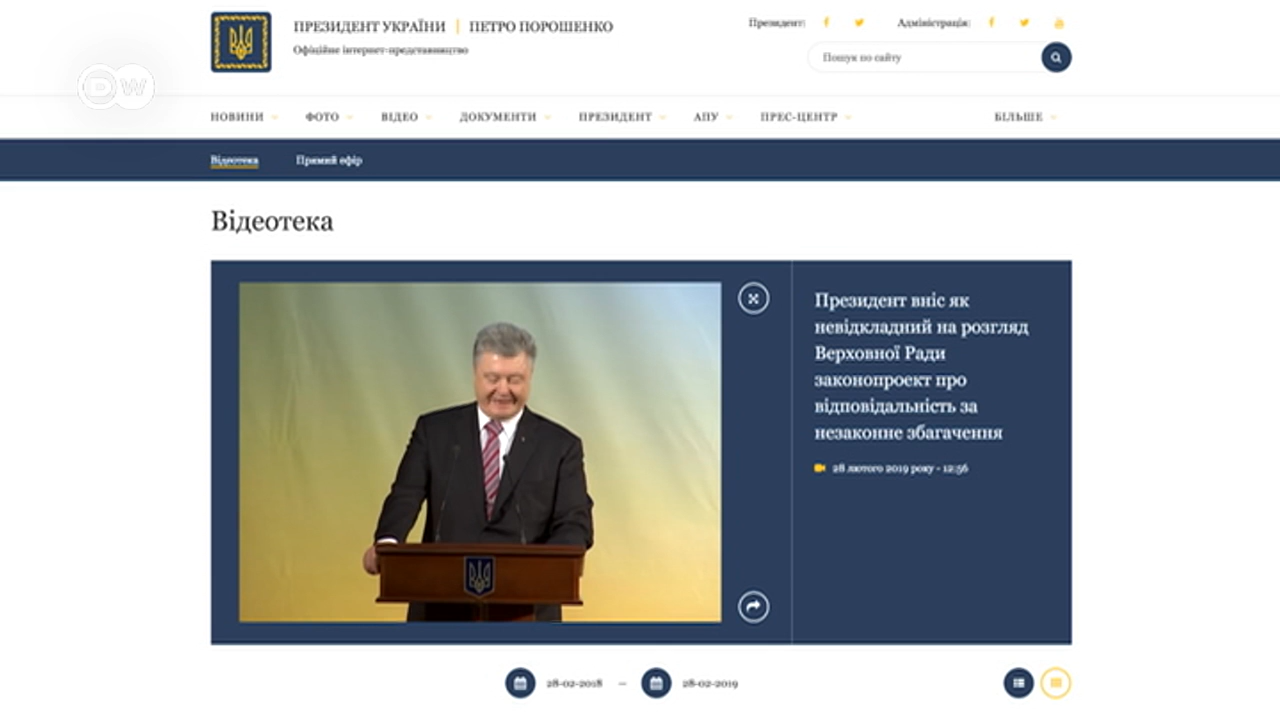 ПРЕЗИДЕНТ УКРАЇНИ | ПЕТРО ПОРОШЕНКО
Офіційне інтернет-представництво
Президент:
Адміністрація:
Пошук по сайту
DW
НОВИНИ ФОТО ВІДЕО ДОКУМЕНТИ ПРЕЗИДЕНТ АПУ ПРЕС-ЦЕНТР БІЛЬШЕ
Відеотека Прямий ефір
Відеотека
Президент вніс як
невідкладний на розгляд
Верховної Ради
законопроект про
відповідальність за
незаконне збагачення
28 лютого 2019 року - 12:56
28-02-2018 — 28-02-2019